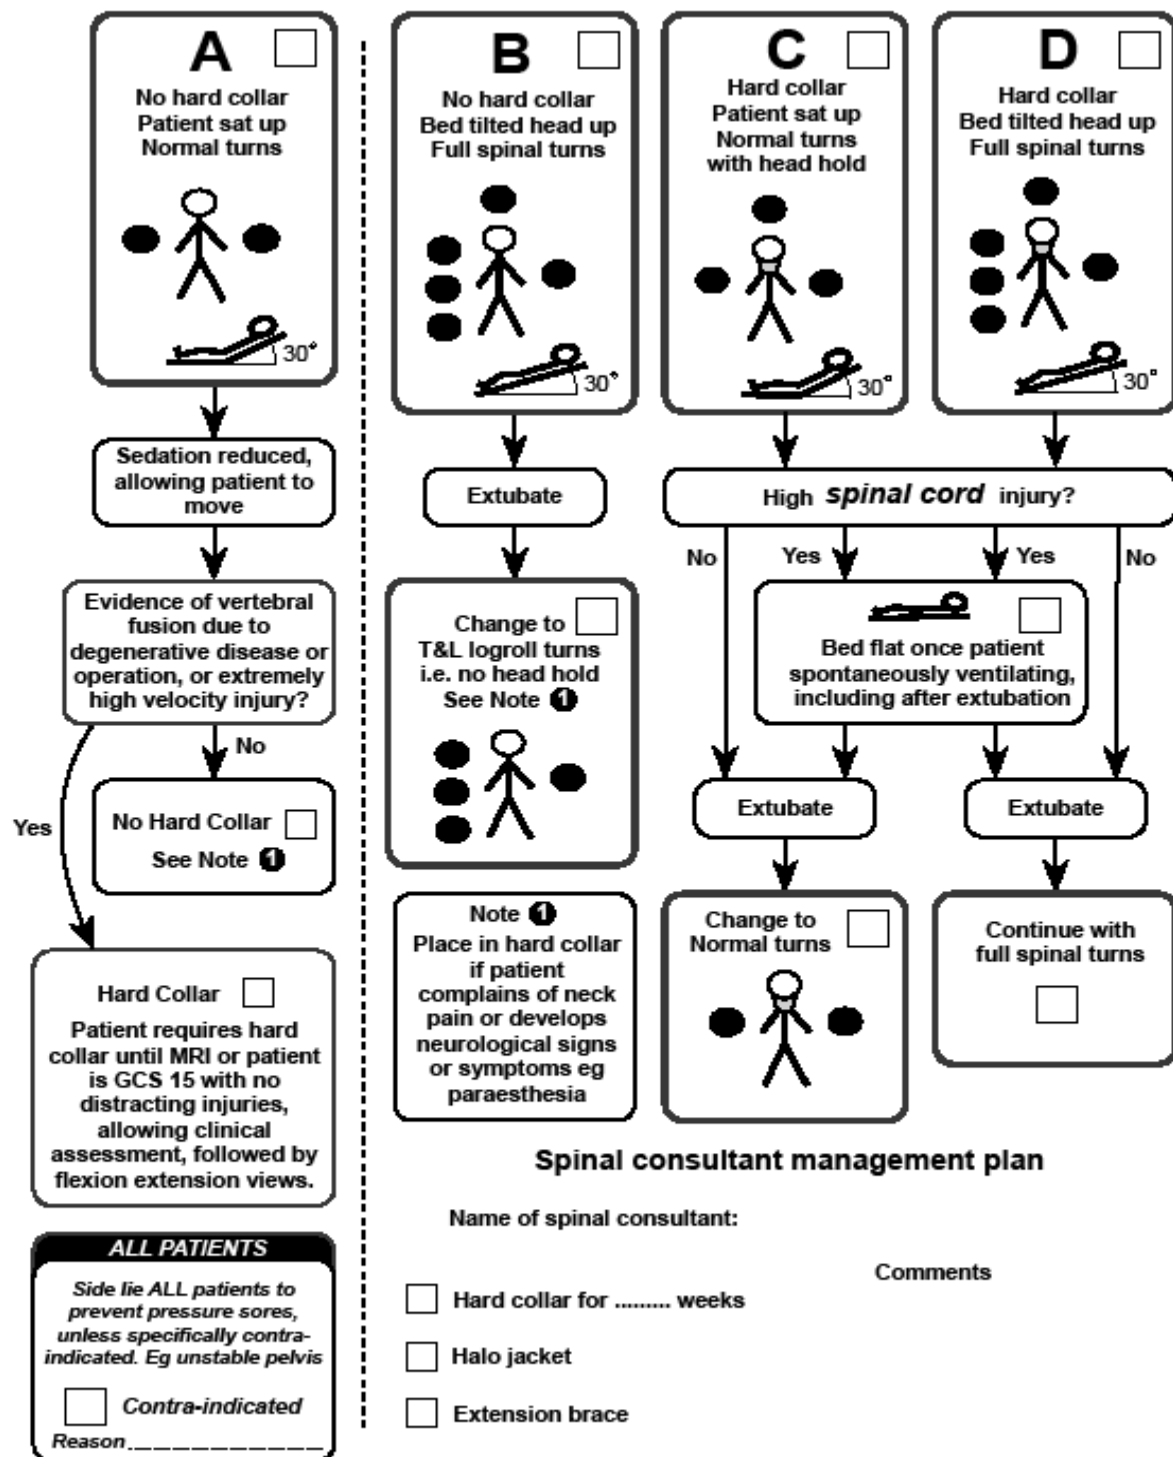 A
No hard collar
Patient sat up
Normal turns
30°
Sedation reduced,
allowing patient to
move
Evidence of vertebral
fusion due to
degenerative disease or
operation, or extremely
high velocity injury?
No
Yes
No Hard Collar
See Note 1
Hard Collar
Patient requires hard
collar until MRI or patient
is GCS 15 with no
distracting injuries,
allowing clinical
assessment, followed by
flexion extension views.
ALL PATIENTS
Side lie ALL patients to
prevent pressure sores,
unless specifically contra-
indicated. Eg unstable pelvis
Contra-indicated
Reason _ _ _ _ _ _ _ _ _ _
B
No hard collar
Bed tilted head up
Full spinal turns
30°
Extubate
Change to
T&L logroll turns
i.e. no head hold
See Note 1
Note 1
Place in hard collar
if patient
complains of neck
pain or develops
neurological signs
or symptoms eg
paraesthesia
C
Hard collar
Patient sat up
Normal turns
with head hold
30°
D
Hard collar
Bed tilted head up
Full spinal turns
30°
High spinal cord injury?
No Yes Yes No
Bed flat once patient
spontaneously ventilating,
including after extubation
Extubate
Extubate
Change to
Normal turns
Continue with
full spinal turns
Spinal consultant management plan
Name of spinal consultant:
Comments
Hard collar for ......... weeks
Halo jacket
Extension brace